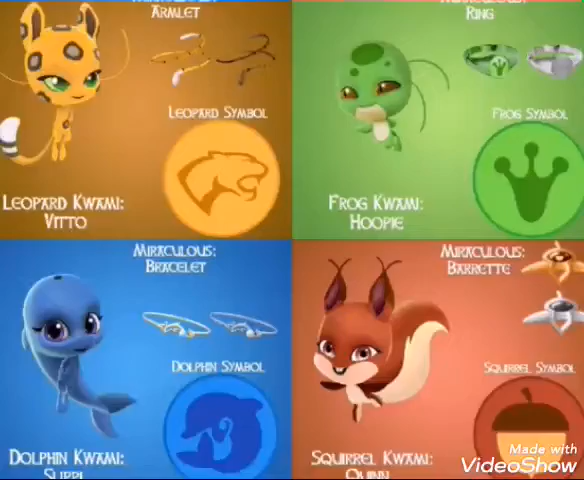 Armlet
Leopard Symbol
Leopard Kwami:
Vitto
Ring
Frog Symbol
Frog Kwami:
Hoopie
Miraculous:
Bracelet
Dolphin Symbol
Dolphin Kwami:
Miraculous:
Barrette
Squirrel Symbol
Squirrel Kwami:
Made with
VideoShow